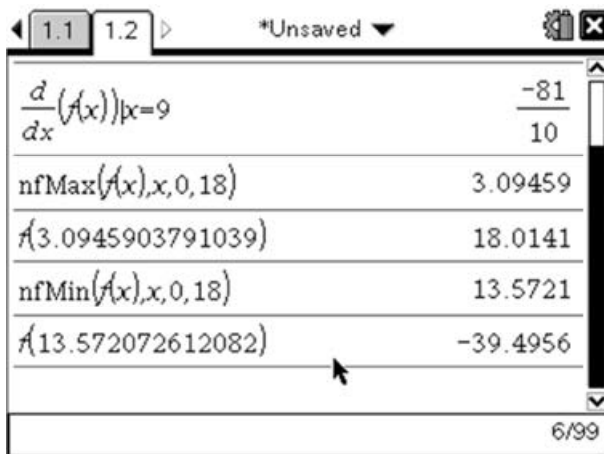 1.1 1.2 *Unsaved
d/dx(f(x))|x=9 -81/10
nfMax(f(x),x,0,18) 3.09459
f(3.0945903791039) 18.0141
nfMin(f(x),x,0,18) 13.5721
f(13.572072612082) -39.4956
6/99